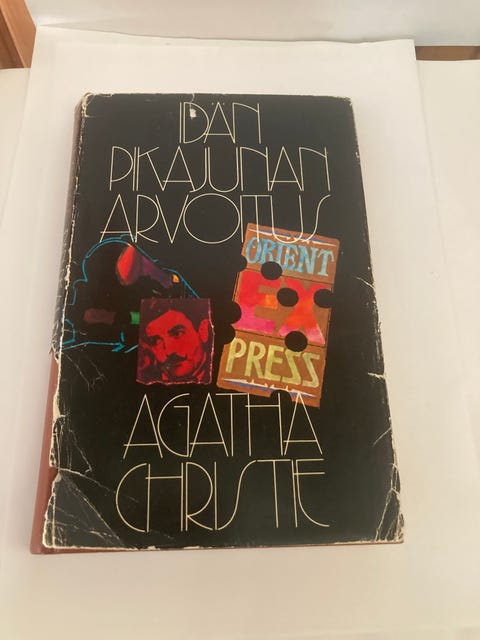 IDÄN
PIKAJUNAN
ARVOITUS
ORIENT
EX
PRESS
AGATHA
CHRISTIE